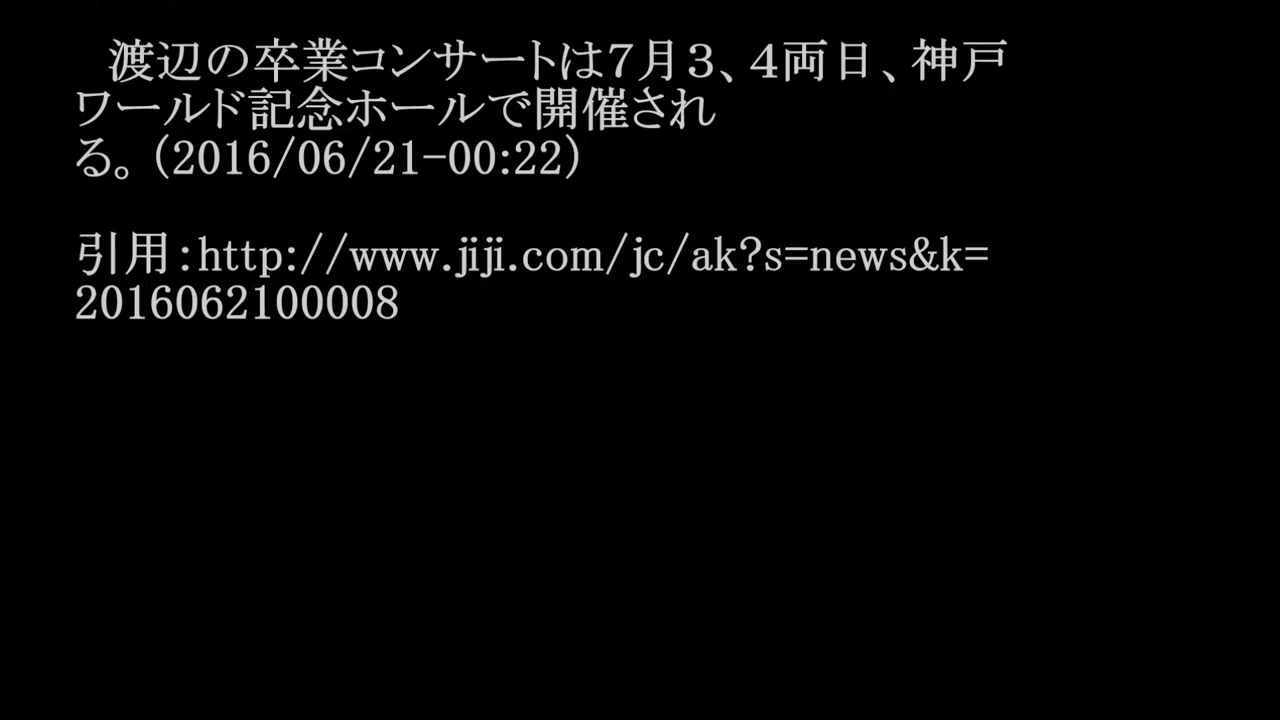 渡辺の卒業コンサートは７月３、４両日、神戸
ワールド記念ホールで開催され
る。（2016/06/21-00:22）
引用：http://www.jiji.com/jc/ak?s=news&k=
2016062100008